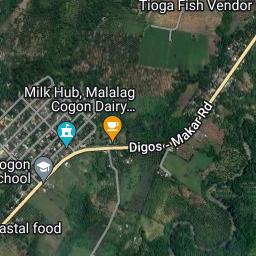 Tioga Fish Vendor
Milk Hub, Malalag
Cogon Dairy...
Digos-Makar Rd
ogon
School
astal food